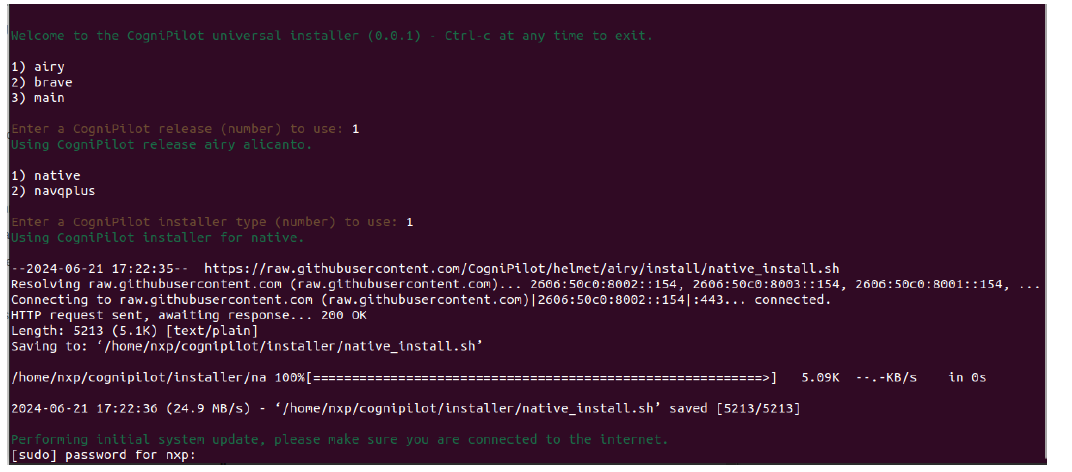 Welcome to the CogniPilot universal installer (0.0.1) - Ctrl-c at any time to exit.
1) airy
2) brave
3) main
Enter a CogniPilot release (number) to use: 1
Using CogniPilot release airy alicanto.
1) native
2) navqplus
Enter a CogniPilot installer type (number) to use: 1
Using CogniPilot installer for native.
--2024-06-21 17:22:35--  https://raw.githubusercontent.com/CogniPilot/helmet/airy/install/native_install.sh
Resolving raw.githubusercontent.com (raw.githubusercontent.com)... 2606:50c0:8002::154, 2606:50c0:8003::154, 2606:50c0:8001::154, ...
Connecting to raw.githubusercontent.com (raw.githubusercontent.com)|2606:50c0:8002::154|:443... connected.
HTTP request sent, awaiting response... 200 OK
Length: 5213 (5.1K) [text/plain]
Saving to: ‘/home/nxp/cognipilot/installer/native_install.sh’
/home/nxp/cognipilot/installer/na 100%[==========================================================>]   5.09K  --.-KB/s    in 0s
2024-06-21 17:22:36 (24.9 MB/s) - ‘/home/nxp/cognipilot/installer/native_install.sh’ saved [5213/5213]
Performing initial system update, please make sure you are connected to the internet.
[sudo] password for nxp: